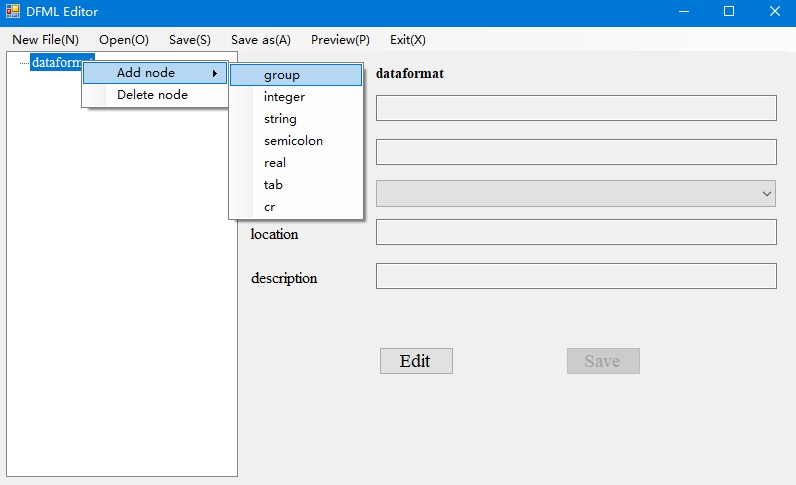 DFML Editor
New File(N) Open(O) Save(S) Save as(A) Preview(P) Exit(X)
dataformat
Add node
Delete node
group
integer
string
semicolon
real
tab
cr
dataformat
location
description
Edit Save